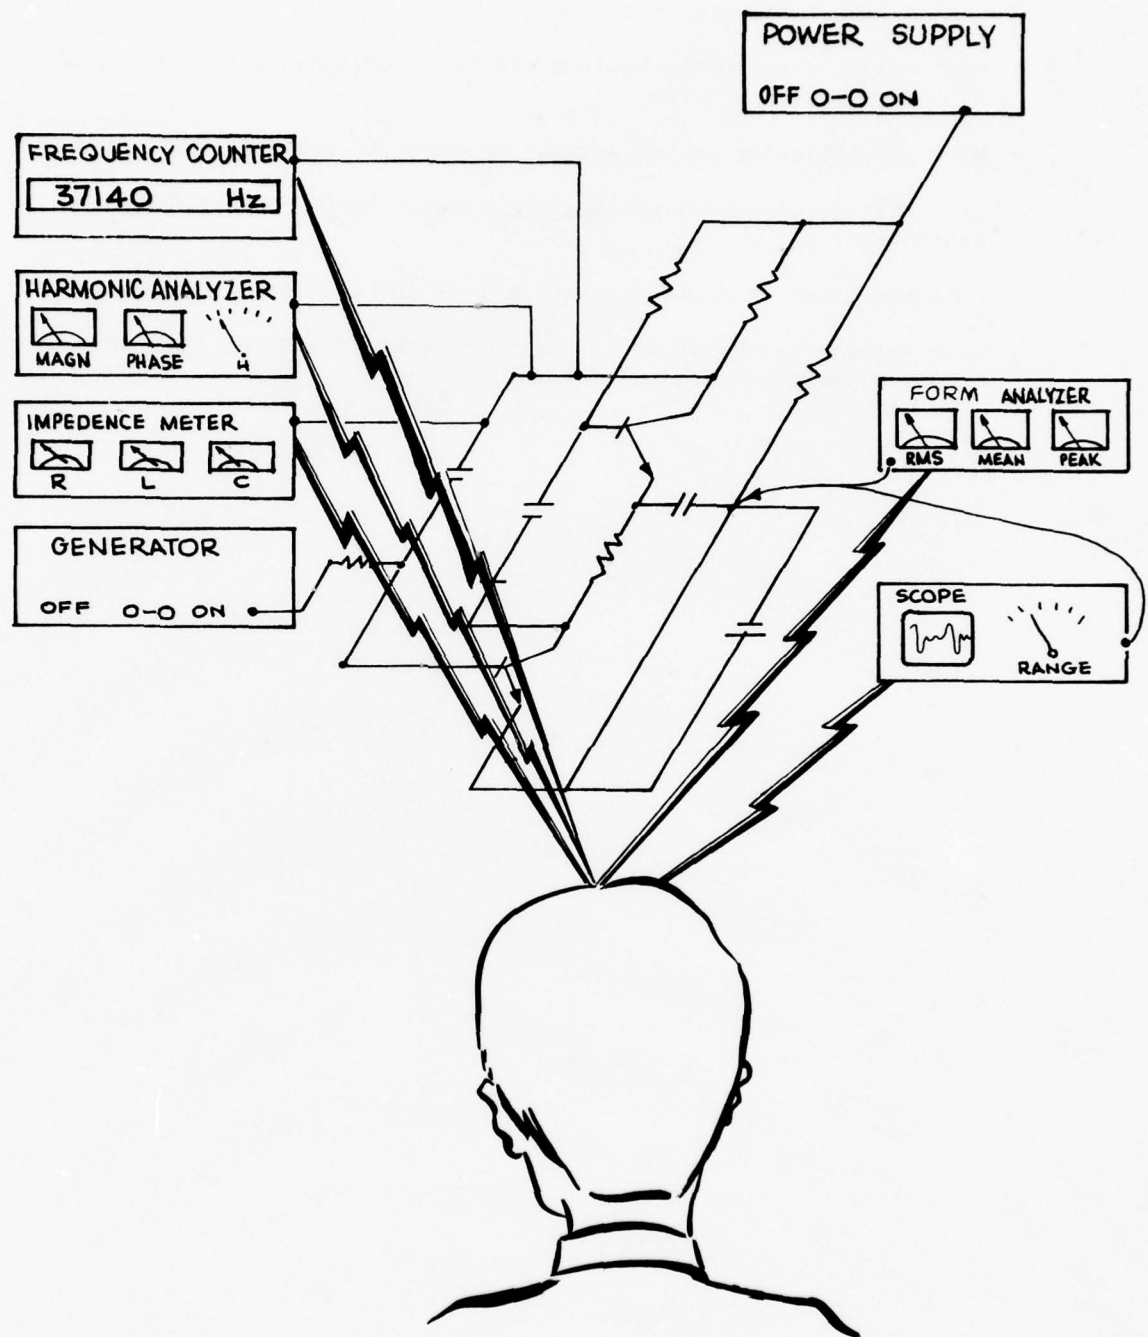 POWER SUPPLY
OFF O-O ON
FREQUENCY COUNTER
37140 Hz
HARMONIC ANALYZER
MAGN PHASE H
IMPEDENCE METER
R L C
GENERATOR
OFF O-O ON
FORM ANALYZER
RMS MEAN PEAK
SCOPE
RANGE